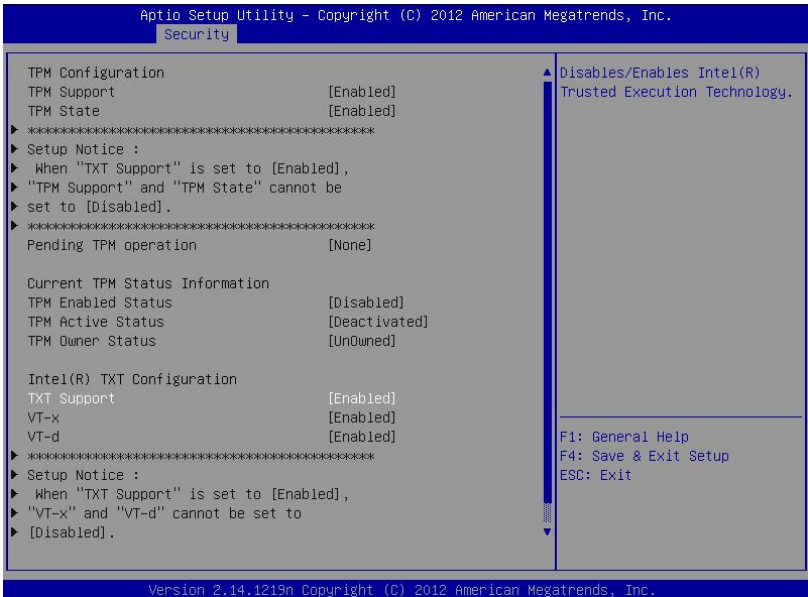 Aptio Setup Utility – Copyright (C) 2012 American Megatrends, Inc.
Security
TPM Configuration
TPM Support [Enabled]
TPM State [Enabled]
**********************************************
Setup Notice :
When "TXT Support" is set to [Enabled],
"TPM Support" and "TPM State" cannot be
set to [Disabled].
**********************************************
Pending TPM operation [None]
Current TPM Status Information
TPM Enabled Status [Disabled]
TPM Active Status [Deactivated]
TPM Owner Status [UnOwned]
Intel(R) TXT Configuration
TXT Support [Enabled]
VT-x [Enabled]
VT-d [Enabled]
**********************************************
Setup Notice :
When "TXT Support" is set to [Enabled],
"VT-x" and "VT-d" cannot be set to
[Disabled].
Disables/Enables Intel(R)
Trusted Execution Technology.
F1: General Help
F4: Save & Exit Setup
ESC: Exit
Version 2.14.1219n Copyright (C) 2012 American Megatrends, Inc.